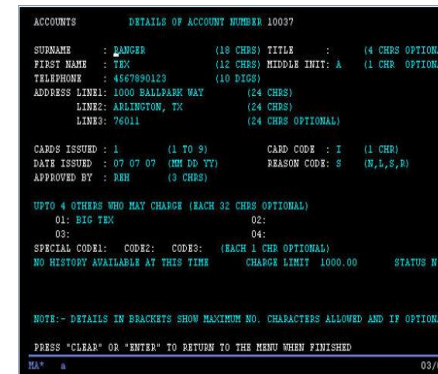 ACCOUNTS DETAILS OF ACCOUNT NUMBER 10037
SURNAME : RANGER (18 CHRS) TITLE : (4 CHRS OPTIONA
FIRST NAME : TEX (12 CHRS) MIDDLE INIT: A (1 CHR OPTIONAL
TELEPHONE : 4567890123 (10 DIGS)
ADDRESS LINE1: 1000 BALLPARK WAY (24 CHRS)
LINE2: ARLINGTON, TX (24 CHRS)
LINE3: 76011 (24 CHRS OPTIONAL)
CARDS ISSUED : 1 (1 TO 9) CARD CODE : I (1 CHR)
DATE ISSUED : 07 07 07 (MM DD YY) REASON CODE: S (N,L,S,R)
APPROVED BY : REH (3 CHRS)
UPTO 4 OTHERS WHO MAY CHARGE (EACH 32 CHRS OPTIONAL)
01: BIG TEX 02:
03: 04:
SPECIAL CODE1: CODE2: CODE3: (EACH 1 CHR OPTIONAL)
NO HISTORY AVAILABLE AT THIS TIME CHARGE LIMIT 1000.00 STATUS N
NOTE:- DETAILS IN BRACKETS SHOW MAXIMUM NO. CHARACTERS ALLOWED AND IF OPTIONA
PRESS "CLEAR" OR "ENTER" TO RETURN TO THE MENU WHEN FINISHED
MA* a 03/0